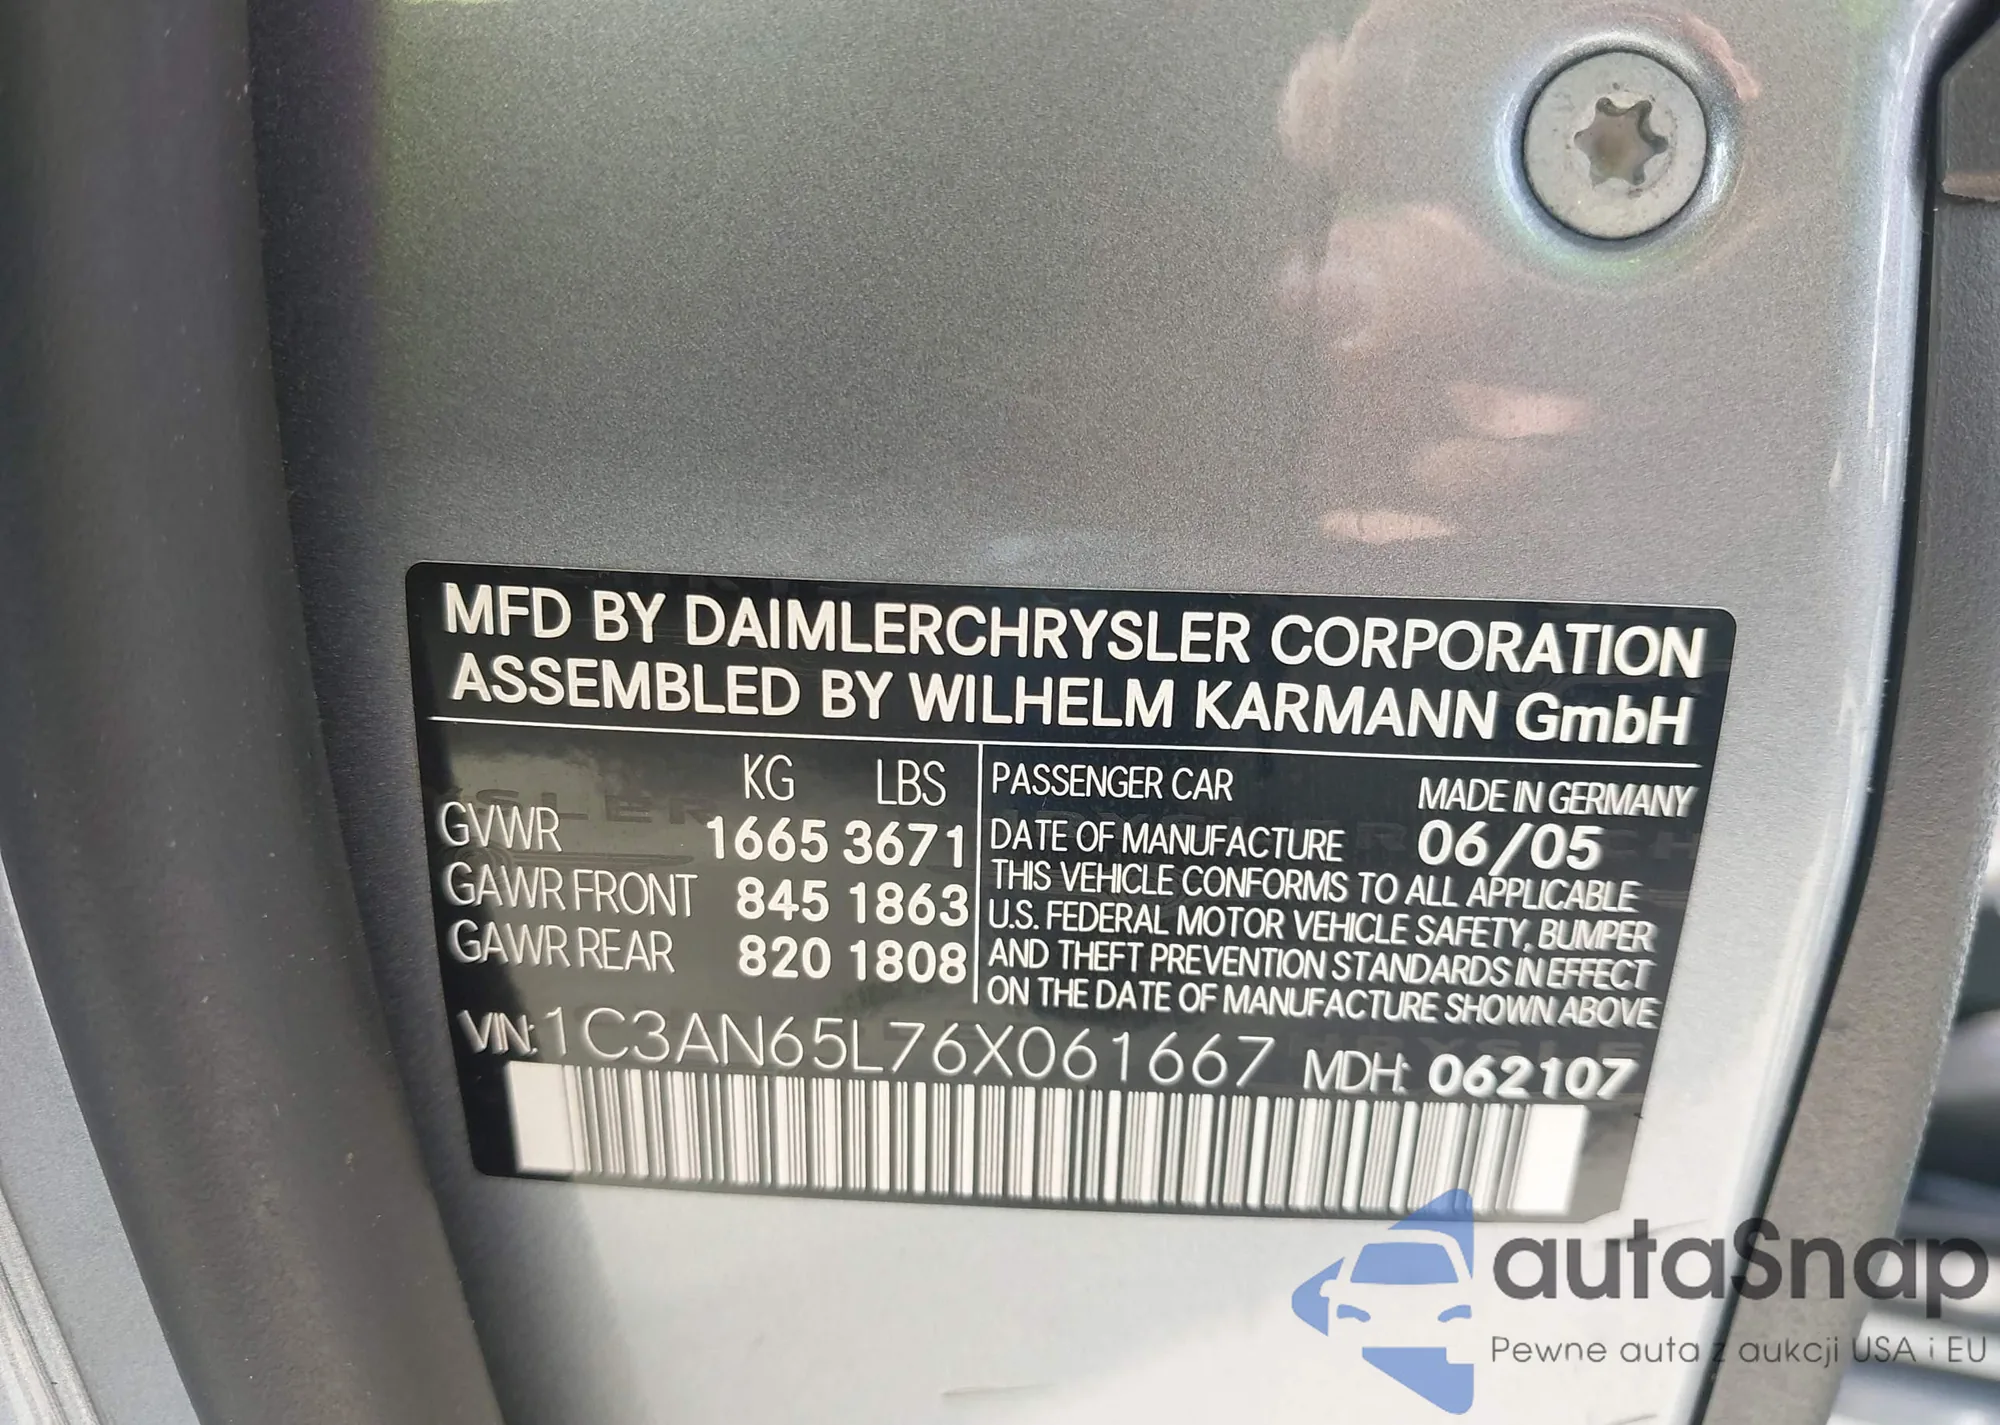 MFD BY DAIMLERCHRYSLER CORPORATION
ASSEMBLED BY WILHELM KARMANN GmbH
KG LBS
GVWR 1665 3671
GAWR FRONT 845 1863
GAWR REAR 820 1808
PASSENGER CAR MADE IN GERMANY
DATE OF MANUFACTURE 06/05
THIS VEHICLE CONFORMS TO ALL APPLICABLE
U.S. FEDERAL MOTOR VEHICLE SAFETY, BUMPER
AND THEFT PREVENTION STANDARDS IN EFFECT
ON THE DATE OF MANUFACTURE SHOWN ABOVE
VIN: 1C3AN65L76X061667 MDH: 062107
autaSnap
Pewne auta z aukcji USA i EU